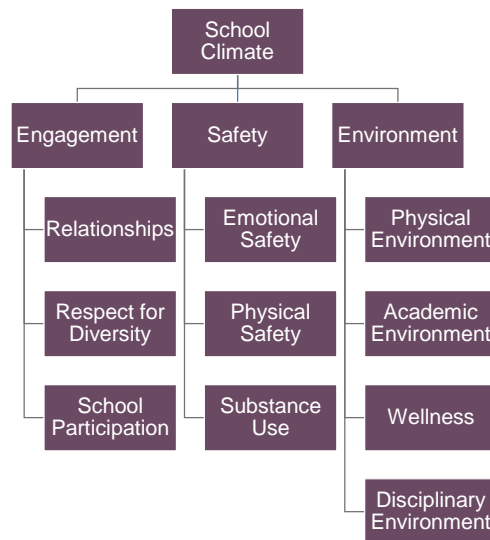 School
Climate
Engagement
Safety
Environment
Relationships
Emotional
Safety
Physical
Environment
Respect for
Diversity
Physical
Safety
Academic
Environment
School
Participation
Substance
Use
Wellness
Disciplinary
Environment